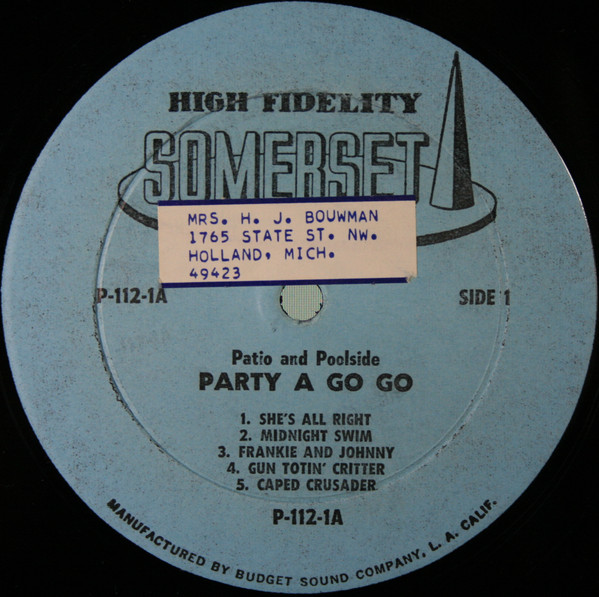 HIGH FIDELITY
SOMERSET
MRS. H. J. BOUWMAN
1765 STATE ST. NW.
HOLLAND, MICH.
49423
P-112-1A
SIDE 1
Patio and Poolside
PARTY A GO GO
1. SHE'S ALL RIGHT
2. MIDNIGHT SWIM
3. FRANKIE AND JOHNNY
4. GUN TOTIN' CRITTER
5. CAPED CRUSADER
P-112-1A
MANUFACTURED BY BUDGET SOUND COMPANY, L. A. CALIF.